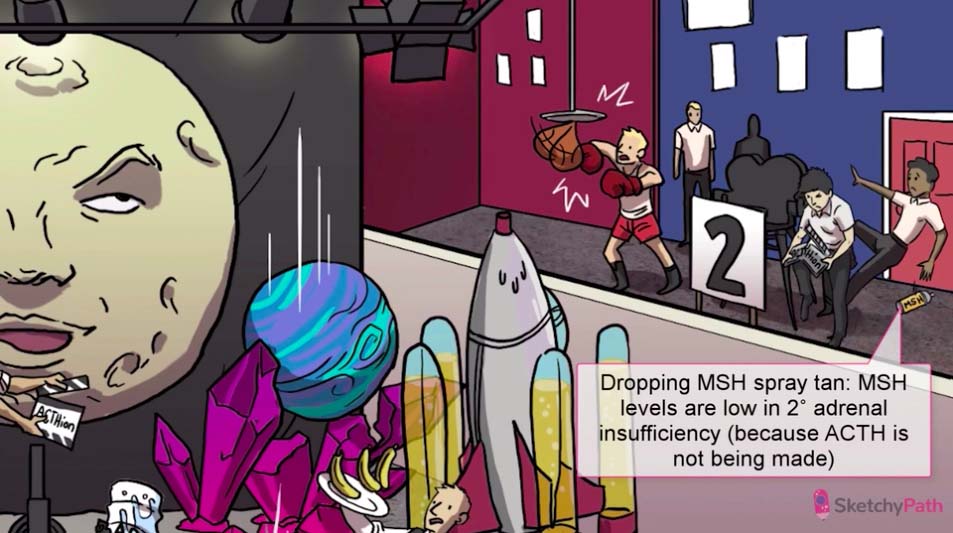 2
ACTHion
MSH
ACTHion
Dropping MSH spray tan: MSH
levels are low in 2˚ adrenal
insufficiency (because ACTH is
not being made)
SketchyPath